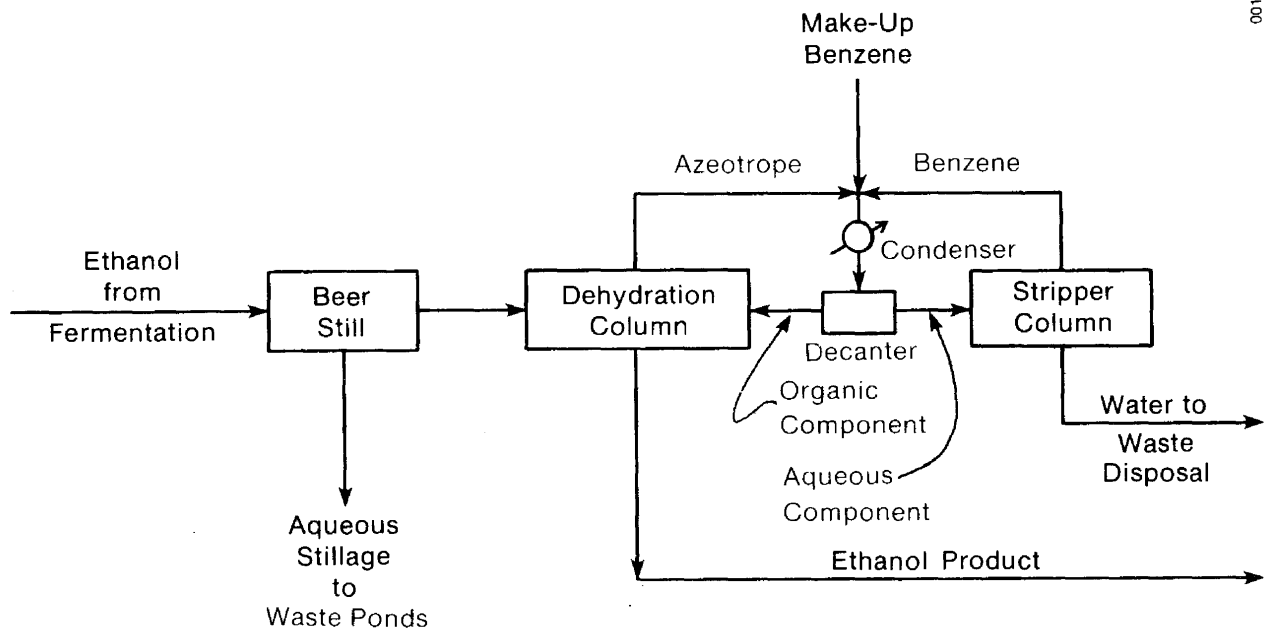 001
Make-Up
Benzene
Azeotrope
Benzene
Condenser
Ethanol
from
Fermentation
Beer
Still
Dehydration
Column
Stripper
Column
Decanter
Organic
Component
Aqueous
Component
Water to
Waste
Disposal
Aqueous
Stillage
to
Waste Ponds
Ethanol Product